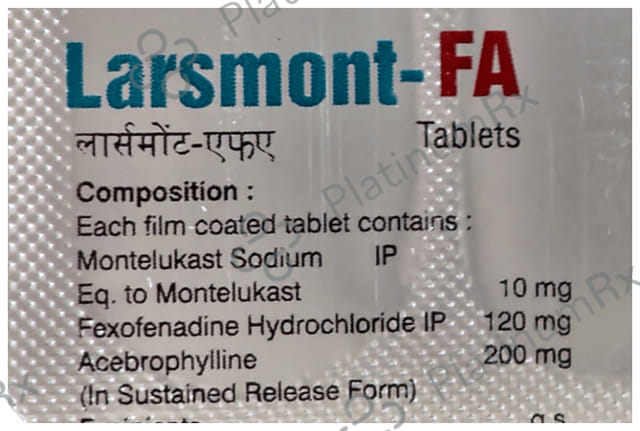 Larsmont-FA
लार्समोंट-एफए Tablets
Composition :
Each film coated tablet contains :
Montelukast Sodium IP
Eq. to Montelukast 10 mg
Fexofenadine Hydrochloride IP 120 mg
Acebrophylline 200 mg
(In Sustained Release Form)
PlatinumRx